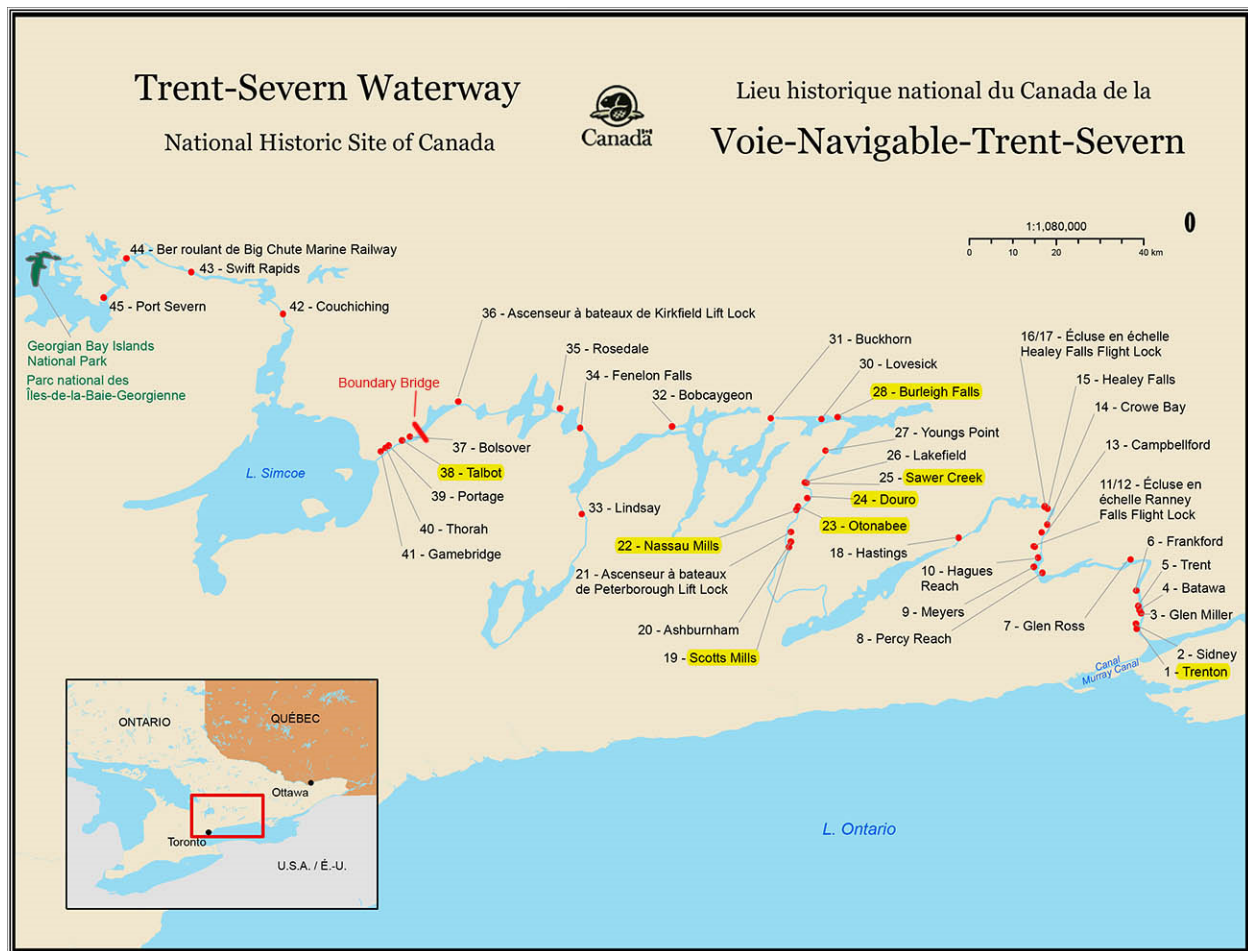 Trent-Severn Waterway
National Historic Site of Canada
Canada
Lieu historique national du Canada de la
Voie-Navigable-Trent-Severn
1:1,080,000
0 10 20 40 km
0
44 - Ber roulant de Big Chute Marine Railway
43 - Swift Rapids
45 - Port Severn
42 - Couchiching
Georgian Bay Islands
National Park
Parc national des
Îles-de-la-Baie-Georgienne
36 - Ascenseur à bateaux de Kirkfield Lift Lock
35 - Rosedale
34 - Fenelon Falls
Boundary Bridge
32 - Bobcaygeon
31 - Buckhorn
30 - Lovesick
28 - Burleigh Falls
16/17 - Écluse en échelle
Healey Falls Flight Lock
15 - Healey Falls
14 - Crowe Bay
13 - Campbellford
11/12 - Écluse en
échelle Ranney
Falls Flight Lock
27 - Youngs Point
26 - Lakefield
25 - Sawer Creek
24 - Douro
23 - Otonabee
22 - Nassau Mills
37 - Bolsover
38 - Talbot
39 - Portage
40 - Thorah
41 - Gamebridge
L. Simcoe
33 - Lindsay
21 - Ascenseur à bateaux
de Peterborough Lift Lock
20 - Ashburnham
19 - Scotts Mills
18 - Hastings
10 - Hagues
Reach
9 - Meyers
8 - Percy Reach
7 - Glen Ross
6 - Frankford
5 - Trent
4 - Batawa
3 - Glen Miller
2 - Sidney
1 - Trenton
Canal
Murray Canal
L. Ontario
ONTARIO
QUÉBEC
Ottawa
Toronto
U.S.A. / É.-U.